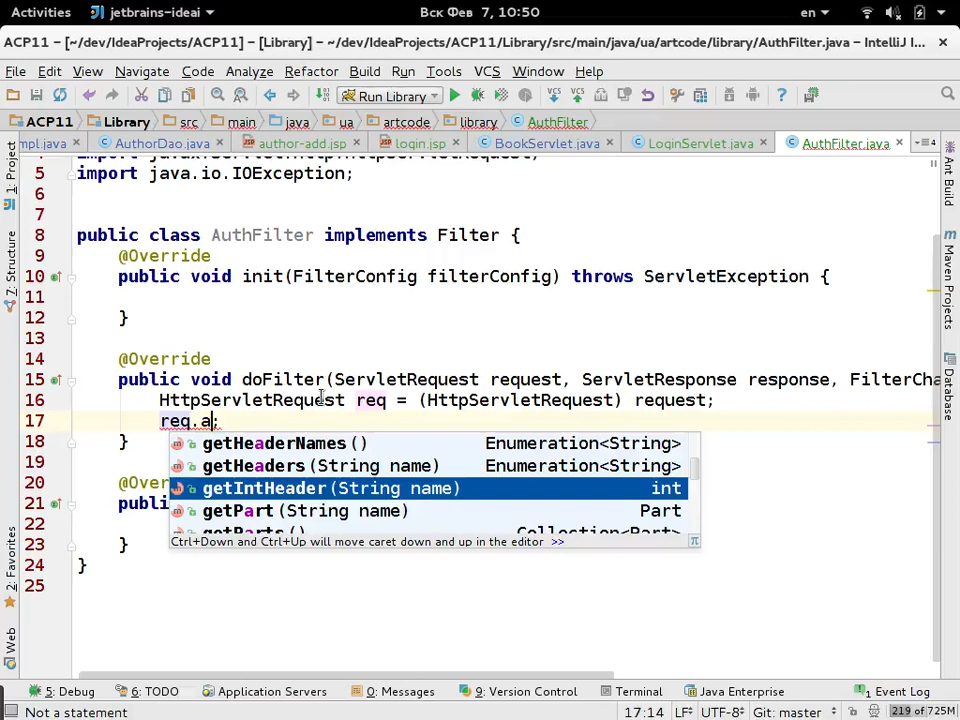 Activities jetbrains-ideai Вск Фев 7, 10:50 en
ACP11 – [~/dev/IdeaProjects/ACP11] – [Library] – ~/dev/IdeaProjects/ACP11/Library/src/main/java/ua/artcode/library/AuthFilter.java – IntelliJ I...
File Edit View Navigate Code Analyze Refactor Build Run Tools VCS Window Help
Run Library
ACP11 Library src main java ua artcode library AuthFilter
mpl.java AuthorDao.java author-add.jsp login.jsp BookServlet.java LoginServlet.java AuthFilter.java 4
5 import java.io.IOException;
6
7
8 public class AuthFilter implements Filter {
9 @Override
10 public void init(FilterConfig filterConfig) throws ServletException {
11
12 }
13
14 @Override
15 public void doFilter(ServletRequest request, ServletResponse response, FilterCha
16 HttpServletRequest req = (HttpServletRequest) request;
17 req.a;
18 }
getHeaderNames() Enumeration<String>
19
getHeaders(String name) Enumeration<String>
20 @Ove
getIntHeader(String name) int
21 publi
getPart(String name) Part
22
getParts() Collection<Part>
23 }
Ctrl+Down and Ctrl+Up will move caret down and up in the editor >> π
24 }
25
1: Project
7: Structure
2: Favorites
Web
Ant Build
Maven Projects
Database
5: Debug 6: TODO Application Servers 0: Messages 9: Version Control Terminal Java Enterprise 1 Event Log
Not a statement 17:14 LF UTF-8 Git: master 219 of 725M